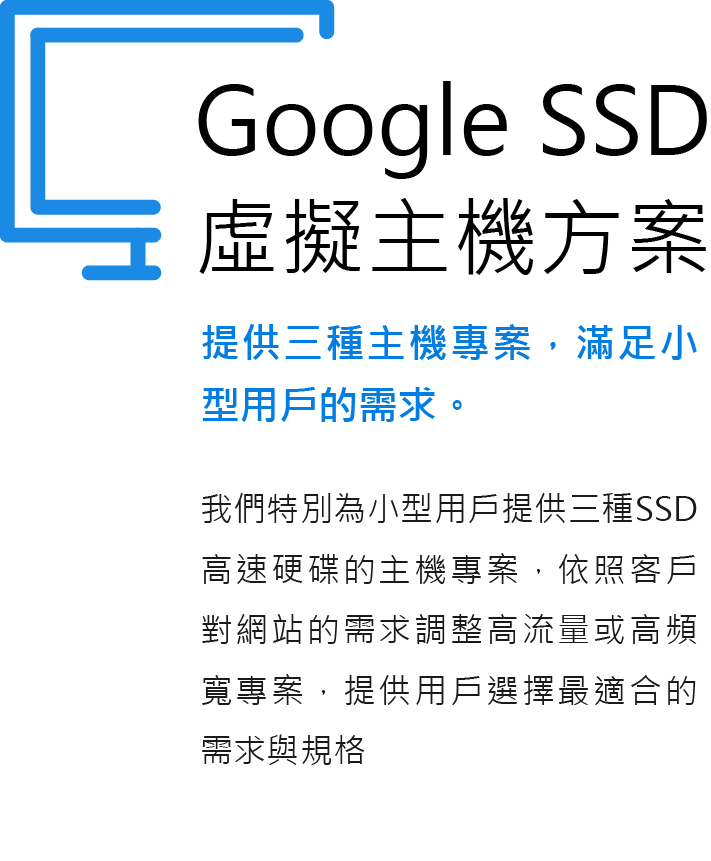 Google SSD
虛擬主機方案
提供三種主機專案，滿足小
型用戶的需求。
我們特別為小型用戶提供三種SSD
高速硬碟的主機專案，依照客戶
對網站的需求調整高流量或高頻
寬專案，提供用戶選擇最適合的
需求與規格